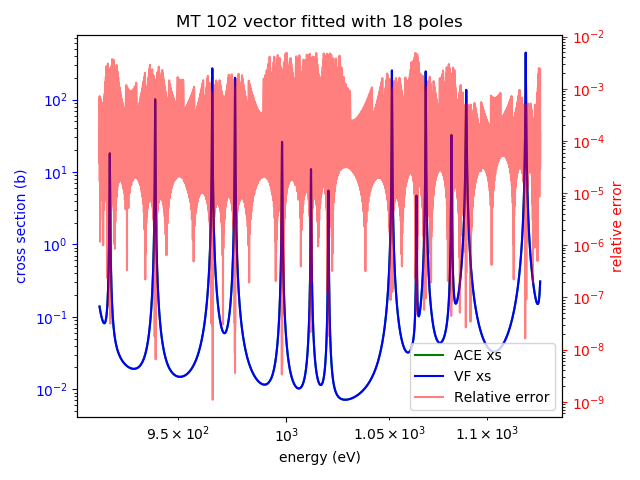 MT 102 vector fitted with 18 poles
cross section (b)
10²
10¹
10⁰
10⁻¹
10⁻²
10⁻²
10⁻³
10⁻⁴
10⁻⁵
10⁻⁶
10⁻⁷
10⁻⁸
10⁻⁹
relative error
ACE xs
VF xs
Relative error
9.5 × 10² 10³ 1.05 × 10³ 1.1 × 10³
energy (eV)